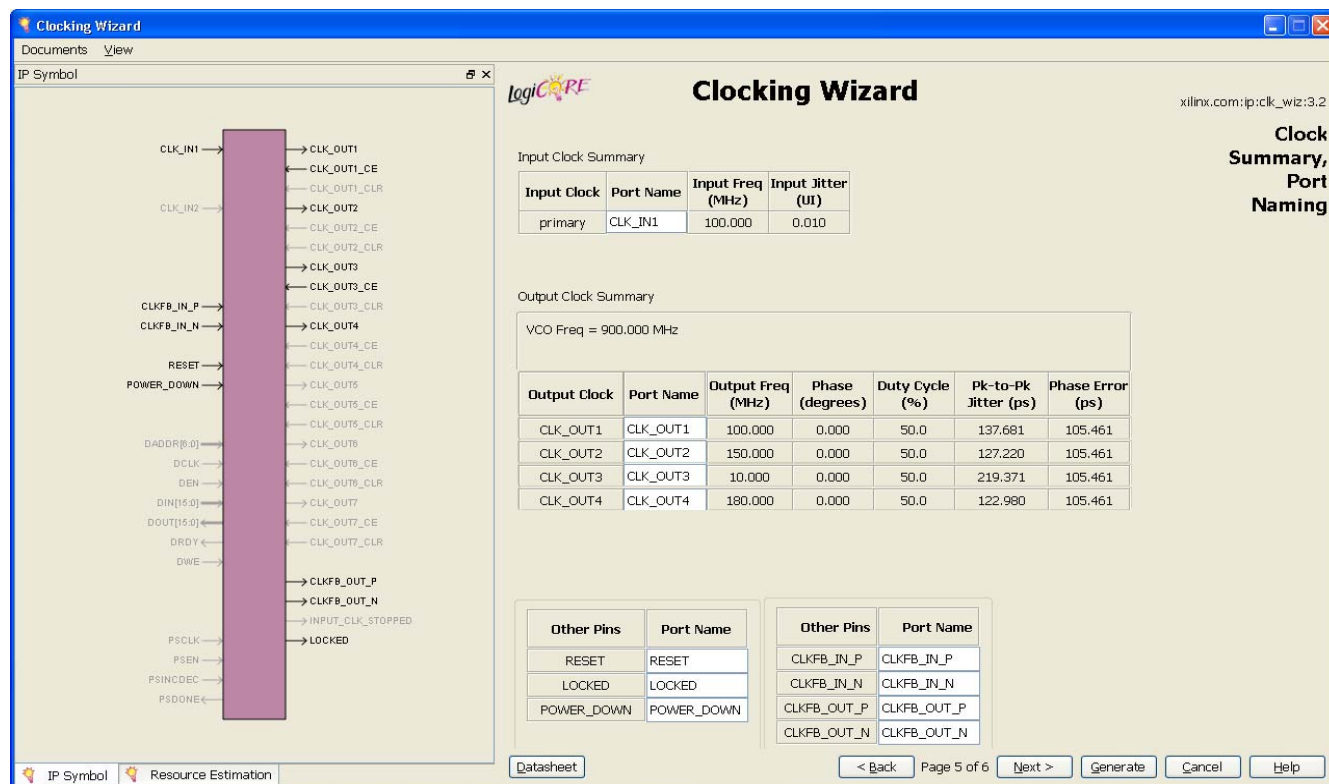 Clocking Wizard
Documents View
IP Symbol
CLK_IN1
CLK_IN2
CLKFB_IN_P
CLKFB_IN_N
RESET
POWER_DOWN
DADDR[6:0]
DCLK
DEN
DIN[15:0]
DOUT[15:0]
DRDY
DWE
PSCLK
PSEN
PSINCDEC
PSDONE
CLK_OUT1
CLK_OUT1_CE
CLK_OUT1_CLR
CLK_OUT2
CLK_OUT2_CE
CLK_OUT2_CLR
CLK_OUT3
CLK_OUT3_CE
CLK_OUT3_CLR
CLK_OUT4
CLK_OUT4_CE
CLK_OUT4_CLR
CLK_OUT5
CLK_OUT5_CE
CLK_OUT5_CLR
CLK_OUT6
CLK_OUT6_CE
CLK_OUT6_CLR
CLK_OUT7
CLK_OUT7_CE
CLK_OUT7_CLR
CLKFB_OUT_P
CLKFB_OUT_N
INPUT_CLK_STOPPED
LOCKED
IP Symbol Resource Estimation
LogiCORE
Clocking Wizard
xilinx.com:ip:clk_wiz:3.2
Clock
Summary,
Port
Naming
Input Clock Summary
Input Clock Port Name Input Freq (MHz) Input Jitter (UI)
primary CLK_IN1 100.000 0.010
Output Clock Summary
VCO Freq = 900.000 MHz
Output Clock Port Name Output Freq (MHz) Phase (degrees) Duty Cycle (%) Pk-to-Pk Jitter (ps) Phase Error (ps)
CLK_OUT1 CLK_OUT1 100.000 0.000 50.0 137.681 105.461
CLK_OUT2 CLK_OUT2 150.000 0.000 50.0 127.220 105.461
CLK_OUT3 CLK_OUT3 10.000 0.000 50.0 219.371 105.461
CLK_OUT4 CLK_OUT4 180.000 0.000 50.0 122.980 105.461
Other Pins Port Name
RESET RESET
LOCKED LOCKED
POWER_DOWN POWER_DOWN
Other Pins Port Name
CLKFB_IN_P CLKFB_IN_P
CLKFB_IN_N CLKFB_IN_N
CLKFB_OUT_P CLKFB_OUT_P
CLKFB_OUT_N CLKFB_OUT_N
Datasheet < Back Page 5 of 6 Next > Generate Cancel Help